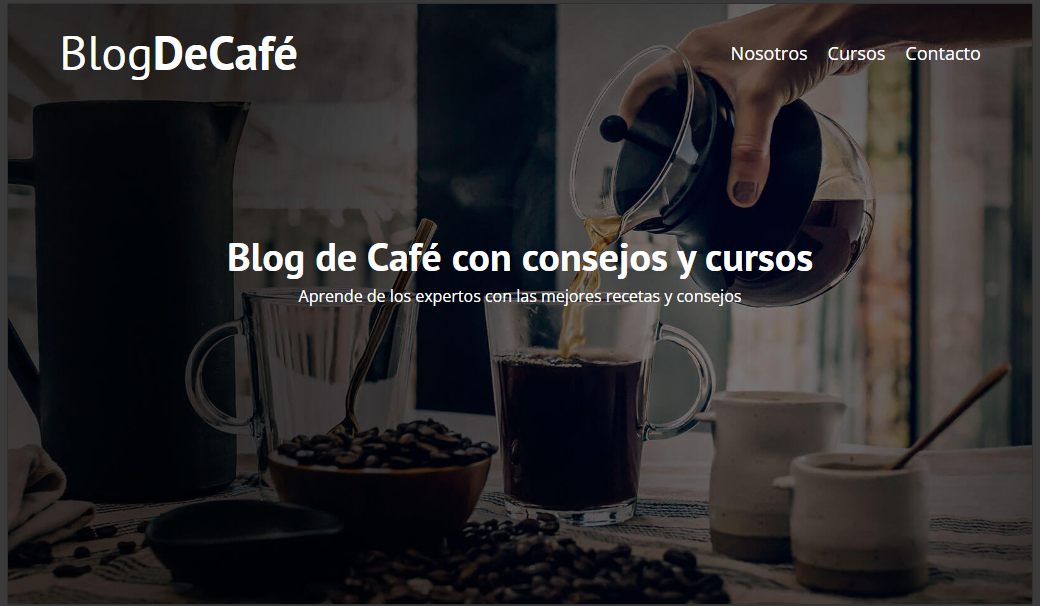 BlogDeCafé
Nosotros Cursos Contacto
Blog de Café con consejos y cursos
Aprende de los expertos con las mejores recetas y consejos